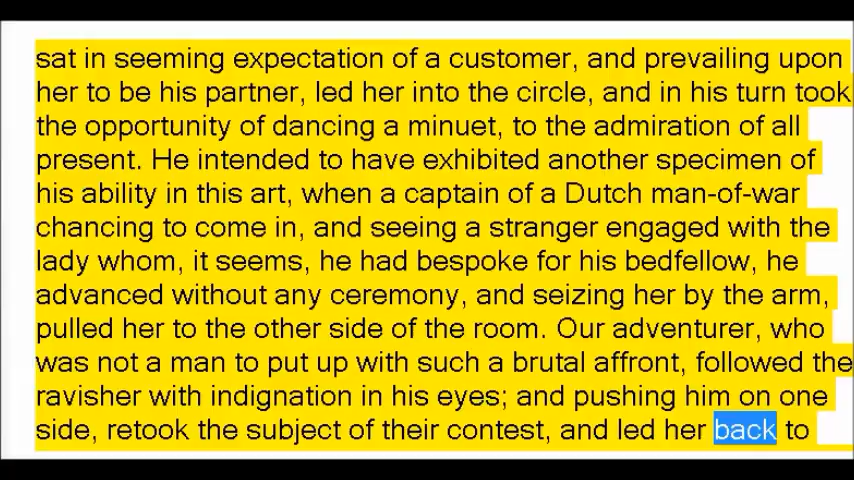 sat in seeming expectation of a customer, and prevailing upon
her to be his partner, led her into the circle, and in his turn took
the opportunity of dancing a minuet, to the admiration of all
present. He intended to have exhibited another specimen of
his ability in this art, when a captain of a Dutch man-of-war
chancing to come in, and seeing a stranger engaged with the
lady whom, it seems, he had bespoke for his bedfellow, he
advanced without any ceremony, and seizing her by the arm,
pulled her to the other side of the room. Our adventurer, who
was not a man to put up with such a brutal affront, followed the
ravisher with indignation in his eyes; and pushing him on one
side, retook the subject of their contest, and led her back to